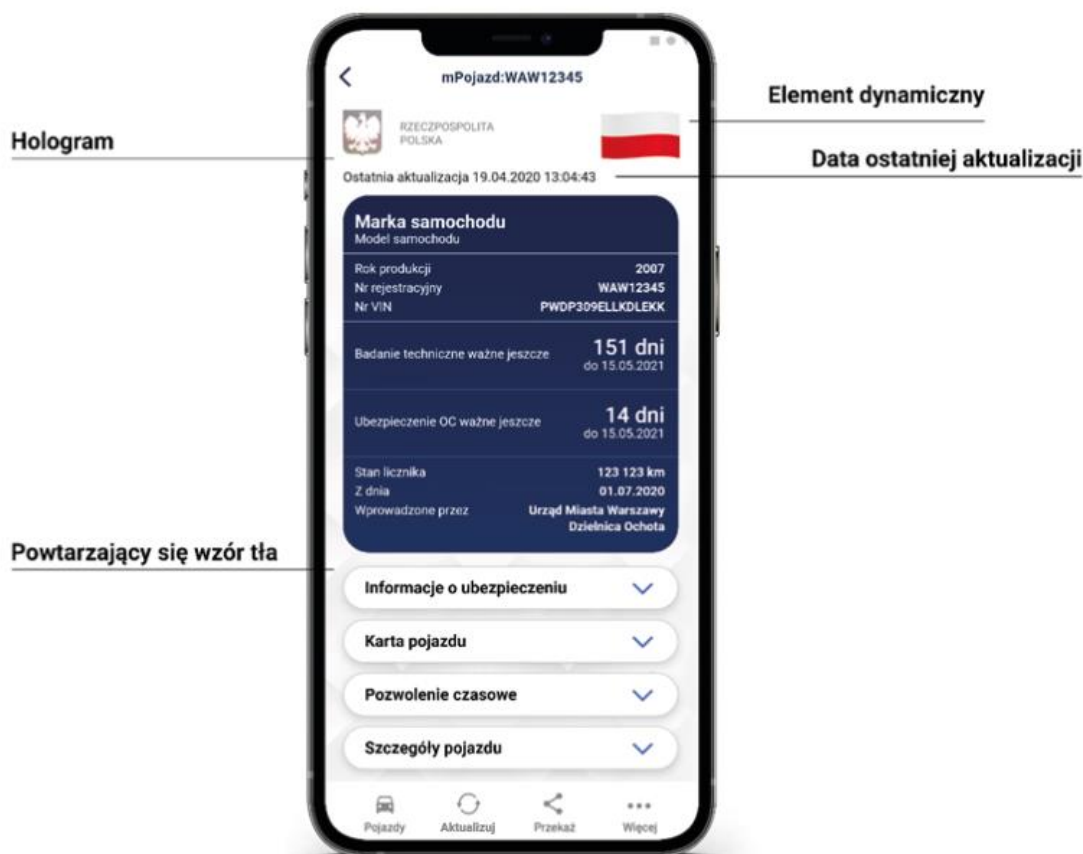 mPojazd:WAW12345
Element dynamiczny
Hologram
RZECZPOSPOLITA
POLSKA
Data ostatniej aktualizacji
Ostatnia aktualizacja 19.04.2020 13:04:43
Marka samochodu
Model samochodu
Rok produkcji 2007
Nr rejestracyjny WAW12345
Nr VIN PWDP309ELLKDLEKK
Badanie techniczne ważne jeszcze 151 dni
do 15.05.2021
Ubezpieczenie OC ważne jeszcze 14 dni
do 15.05.2021
Stan licznika 123 123 km
Z dnia 01.07.2020
Wprowadzone przez Urząd Miasta Warszawy
Dzielnica Ochota
Powtarzający się wzór tła
Informacje o ubezpieczeniu
Karta pojazdu
Pozwolenie czasowe
Szczegóły pojazdu
Pojazdy Aktualizuj Przekaż Więcej